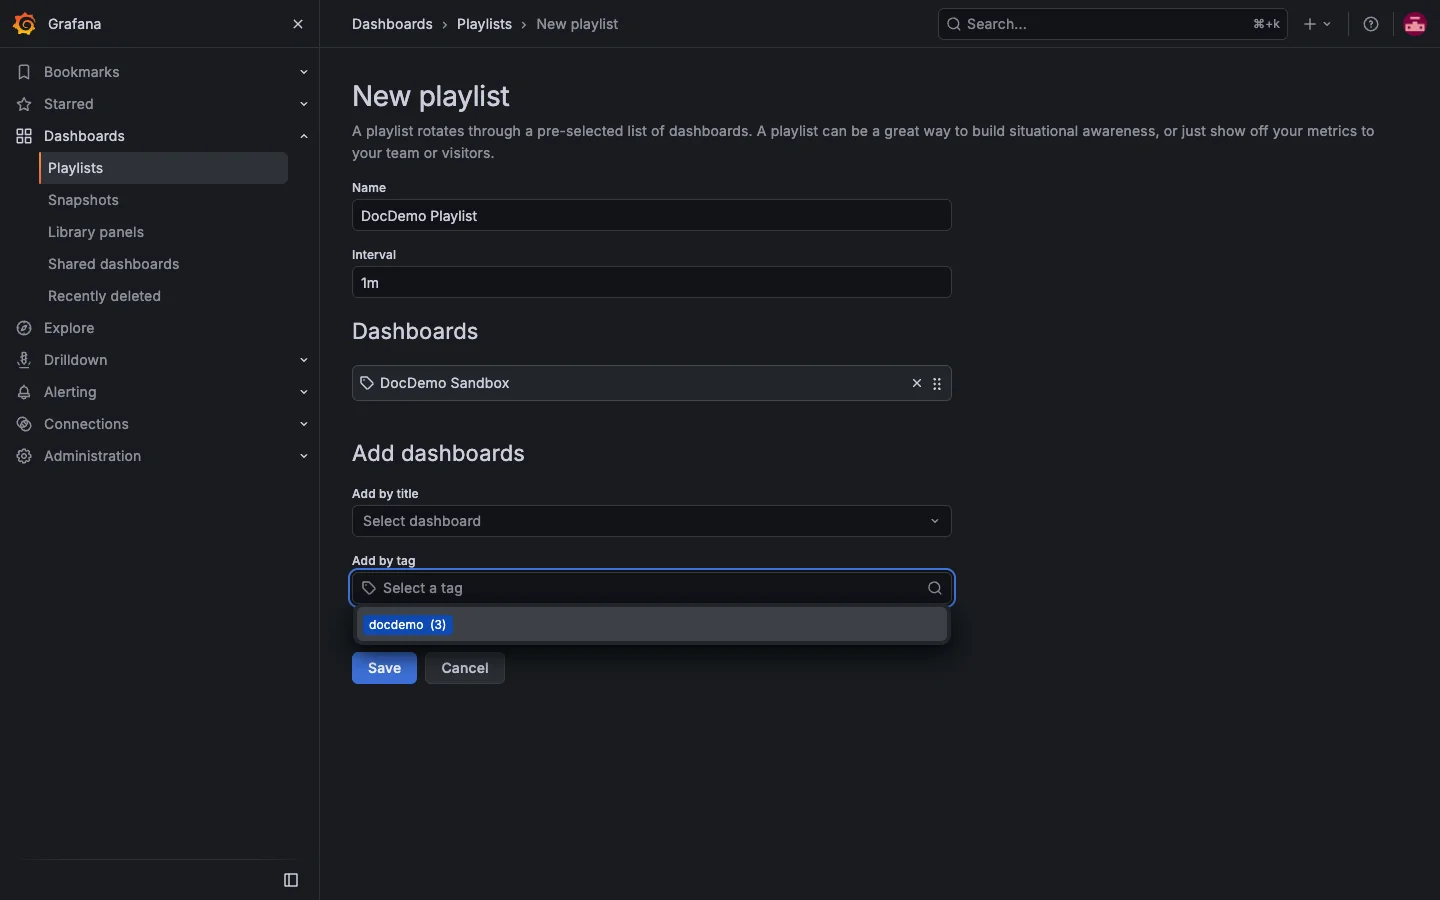 Grafana
Dashboards › Playlists › New playlist
Search...
⌘+k
Bookmarks
Starred
Dashboards
Playlists
Snapshots
Library panels
Shared dashboards
Recently deleted
Explore
Drilldown
Alerting
Connections
Administration
New playlist
A playlist rotates through a pre-selected list of dashboards. A playlist can be a great way to build situational awareness, or just show off your metrics to
your team or visitors.
Name
DocDemo Playlist
Interval
1m
Dashboards
DocDemo Sandbox
Add dashboards
Add by title
Select dashboard
Add by tag
Select a tag
docdemo (3)
Save
Cancel